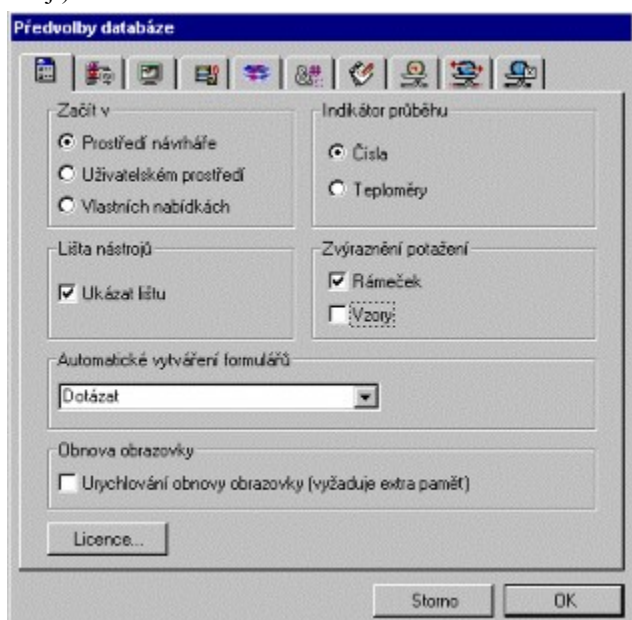 Předvolby databáze
Začít v
Prostředí návrháře
Uživatelském prostředí
Vlastních nabídkách
Indikátor průběhu
Čísla
Teploměry
Lišta nástrojů
Ukázat lištu
Zvýraznění potažení
Rámeček
Vzory
Automatické vytváření formulářů
Dotázat
Obnova obrazovky
Urychlování obnovy obrazovky (vyžaduje extra paměť)
Licence...
Storno
OK